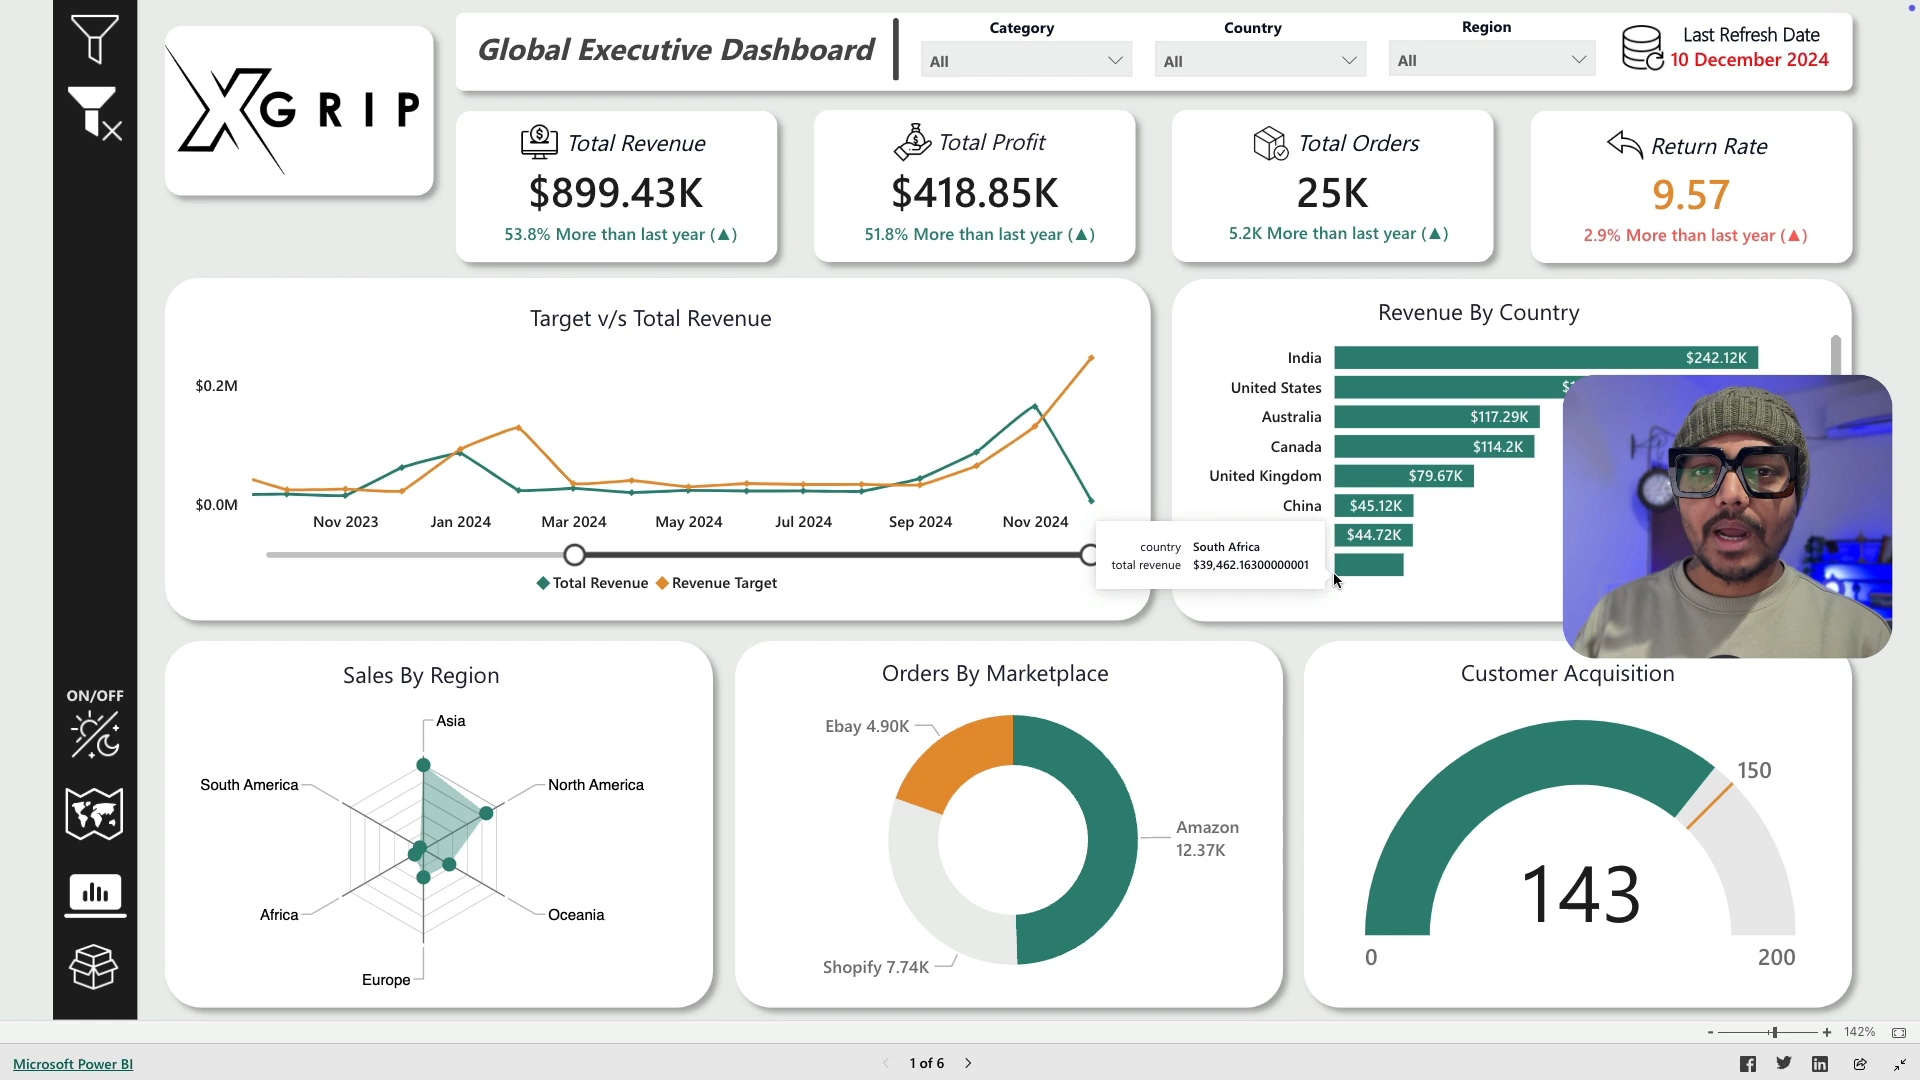 XGRIP
Global Executive Dashboard
Category
All
Country
All
Region
All
Last Refresh Date
10 December 2024
Total Revenue
$899.43K
53.8% More than last year (▲)
Total Profit
$418.85K
51.8% More than last year (▲)
Total Orders
25K
5.2K More than last year (▲)
Return Rate
9.57
2.9% More than last year (▲)
Target v/s Total Revenue
$0.2M
$0.0M
Nov 2023
Jan 2024
Mar 2024
May 2024
Jul 2024
Sep 2024
Nov 2024
Total Revenue
Revenue Target
Revenue By Country
India
$242.12K
United States
Australia
$117.29K
Canada
$114.2K
United Kingdom
$79.67K
China
$45.12K
$44.72K
country South Africa
total revenue $39,462.16300000001
ON/OFF
Sales By Region
Asia
South America
North America
Africa
Oceania
Europe
Orders By Marketplace
Ebay 4.90K
Amazon
12.37K
Shopify 7.74K
Customer Acquisition
150
143
0
200
- + 142%
Microsoft Power BI
1 of 6